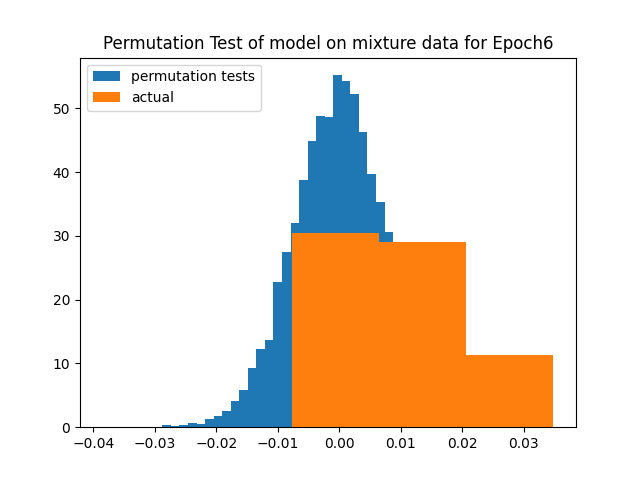 Permutation Test of model on mixture data for Epoch6
permutation tests
actual
50
40
30
20
10
0
−0.04 −0.03 −0.02 −0.01 0.00 0.01 0.02 0.03